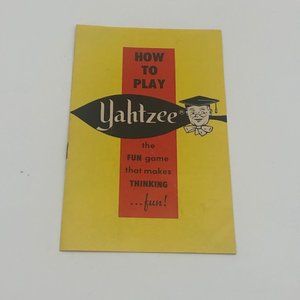 HOW
TO
PLAY
Yahtzee®
the
FUN game
that makes
THINKING
...fun!